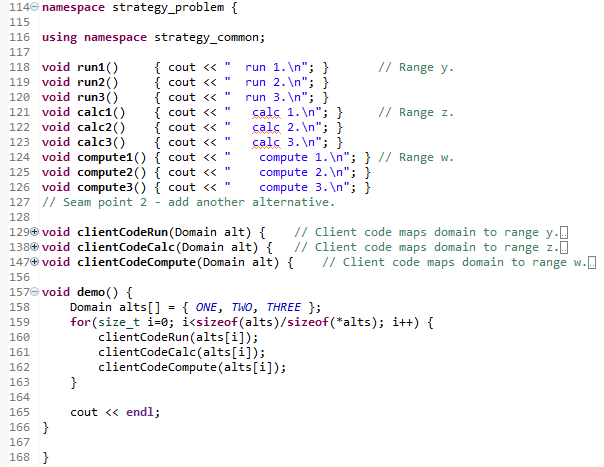 114 namespace strategy_problem {
115
116 using namespace strategy_common;
117
118 void run1()     { cout << "  run 1.\n"; }       // Range y.
119 void run2()     { cout << "  run 2.\n"; }
120 void run3()     { cout << "  run 3.\n"; }
121 void calc1()    { cout << "   calc 1.\n"; }     // Range z.
122 void calc2()    { cout << "   calc 2.\n"; }
123 void calc3()    { cout << "   calc 3.\n"; }
124 void compute1() { cout << "    compute 1.\n"; } // Range w.
125 void compute2() { cout << "    compute 2.\n"; }
126 void compute3() { cout << "    compute 3.\n"; }
127 // Seam point 2 - add another alternative.
128
129 void clientCodeRun(Domain alt) {    // Client code maps domain to range y.
138 void clientCodeCalc(Domain alt) {   // Client code maps domain to range z.
147 void clientCodeCompute(Domain alt) {    // Client code maps domain to range w.
156
157 void demo() {
158     Domain alts[] = { ONE, TWO, THREE };
159     for(size_t i=0; i<sizeof(alts)/sizeof(*alts); i++) {
160         clientCodeRun(alts[i]);
161         clientCodeCalc(alts[i]);
162         clientCodeCompute(alts[i]);
163     }
164
165     cout << endl;
166 }
167
168 }